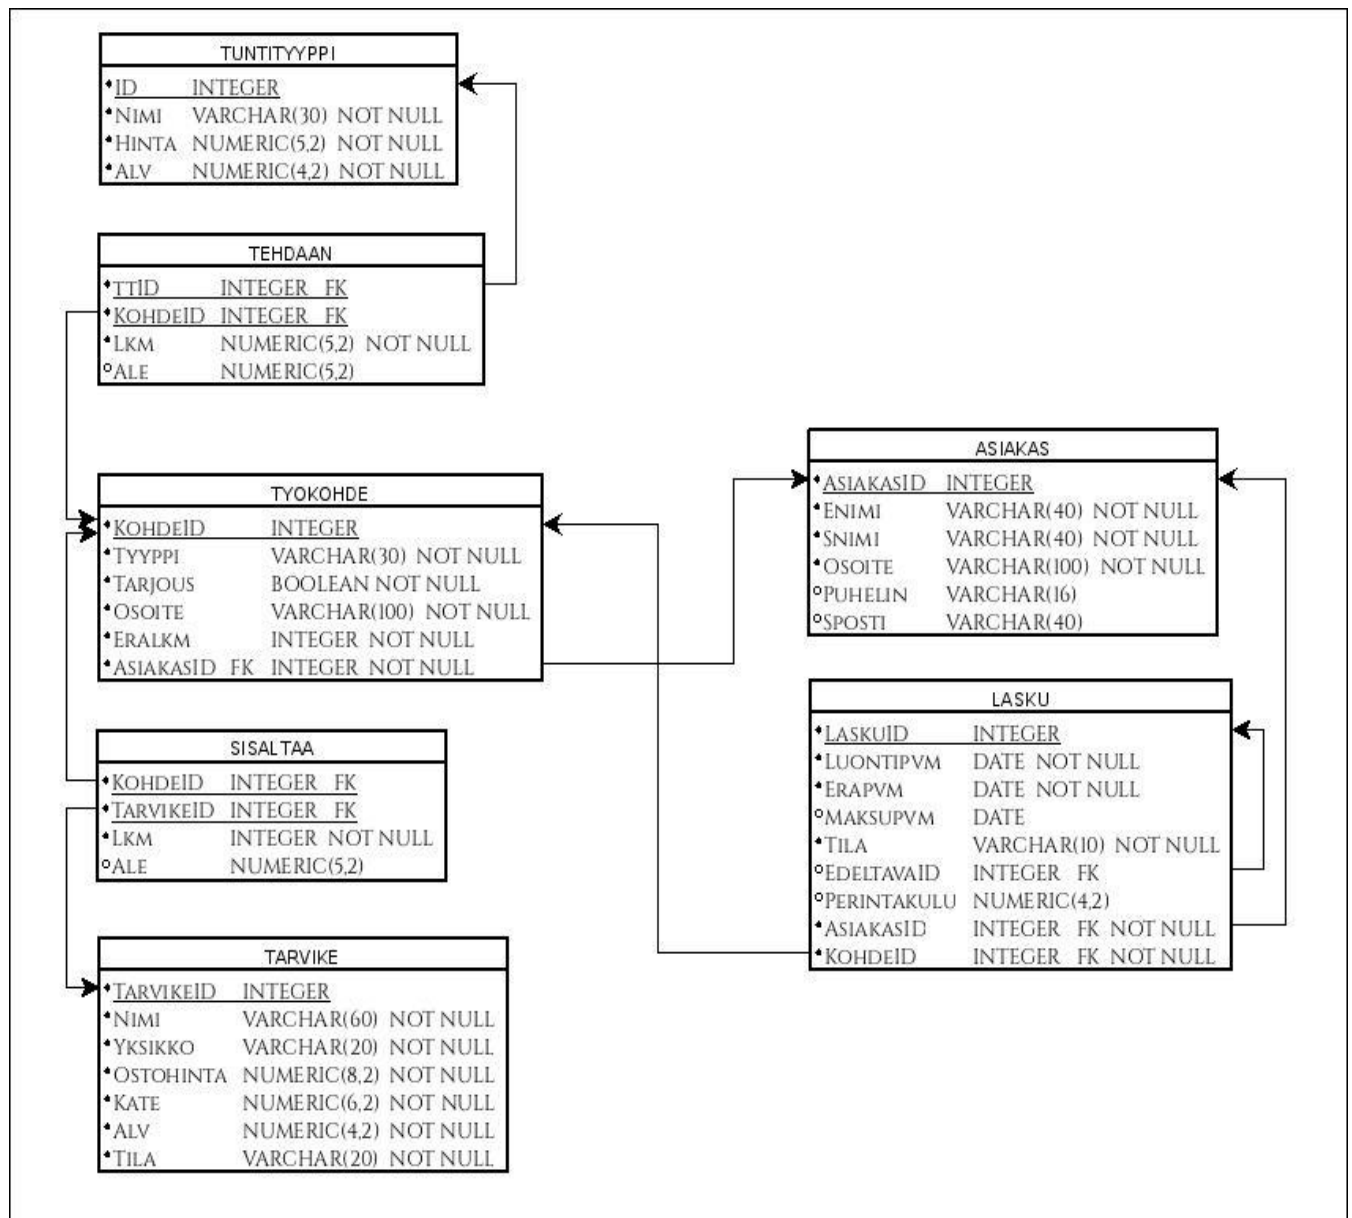 TUNTITYYPPI
ID INTEGER
NIMI VARCHAR(30) NOT NULL
HINTA NUMERIC(5,2) NOT NULL
ALV NUMERIC(4,2) NOT NULL
TEHDAAN
TTID INTEGER FK
KOHDEID INTEGER FK
LKM NUMERIC(5,2) NOT NULL
ALE NUMERIC(5,2)
TYOKOHDE
KOHDEID INTEGER
TYYPPI VARCHAR(30) NOT NULL
TARJOUS BOOLEAN NOT NULL
OSOITE VARCHAR(100) NOT NULL
ERALKM INTEGER NOT NULL
ASIAKASID FK INTEGER NOT NULL
SISALTAA
KOHDEID INTEGER FK
TARVIKEID INTEGER FK
LKM INTEGER NOT NULL
ALE NUMERIC(5,2)
TARVIKE
TARVIKEID INTEGER
NIMI VARCHAR(60) NOT NULL
YKSIKKO VARCHAR(20) NOT NULL
OSTOHINTA NUMERIC(8,2) NOT NULL
KATE NUMERIC(6,2) NOT NULL
ALV NUMERIC(4,2) NOT NULL
TILA VARCHAR(20) NOT NULL
ASIAKAS
ASIAKASID INTEGER
ENIMI VARCHAR(40) NOT NULL
SNIMI VARCHAR(40) NOT NULL
OSOITE VARCHAR(100) NOT NULL
PUHELIN VARCHAR(16)
SPOSTI VARCHAR(40)
LASKU
LASKUID INTEGER
LUONTIPVM DATE NOT NULL
ERAPVM DATE NOT NULL
MAKSUPVM DATE
TILA VARCHAR(10) NOT NULL
EDELTAVAID INTEGER FK
PERINTAKULU NUMERIC(4,2)
ASIAKASID INTEGER FK NOT NULL
KOHDEID INTEGER FK NOT NULL